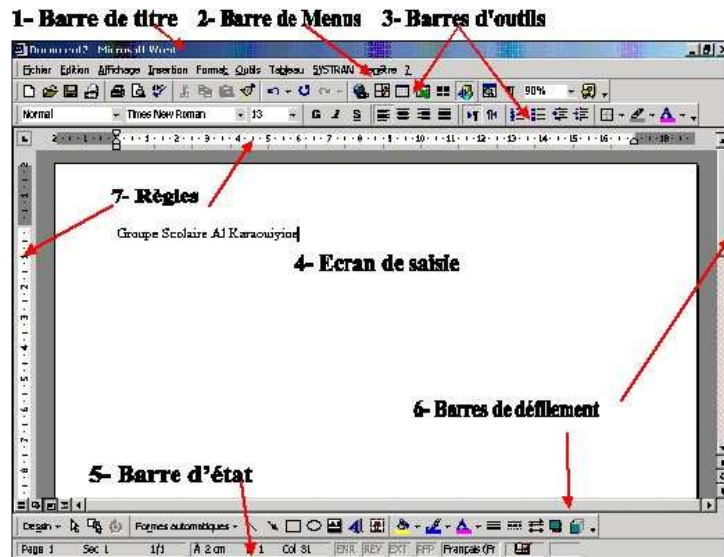 1- Barre de titre 2- Barre de Menus 3- Barres d'outils
Document2 - Microsoft Word
Fichier Edition Affichage Insertion Format Outils Tableau SYSTRAN Fenêtre ?
90%
Normal Times New Roman 13 G I S
7- Règles
Groupe Scolaire Al Karaouiyine
4- Ecran de saisie
6- Barres de défilement
5- Barre d'état
Dessin Formes automatiques
Page 1 Sec 1 1/1 À 2 cm 1 Col 31 ENR REV EXT RFP Français (Fr